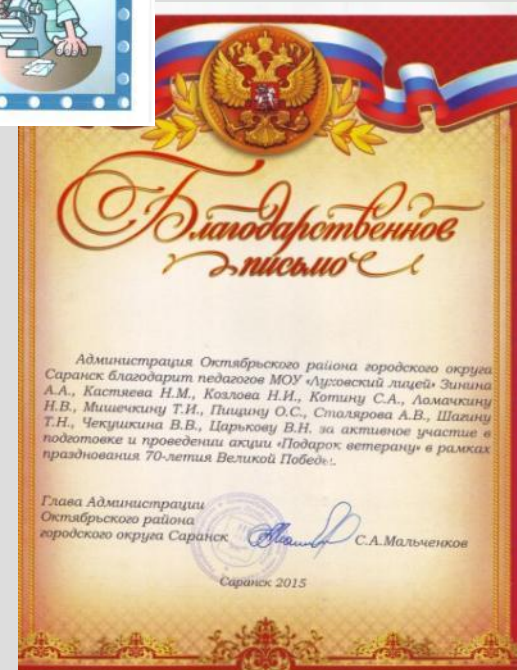 Благодарственное
письмо
Администрация Октябрьского района городского округа
Саранск благодарит педагогов МОУ «Луховский лицей» Зинина
А.А., Кастяева Н.М., Козлова Н.И., Котину С.А., Ломачкину
Н.В., Мишечкину Т.И., Пищину О.С., Столярова А.В., Шагину
Т.Н., Чекушкина В.В., Царькову В.Н. за активное участие в
подготовке и проведении акции «Подарок ветерану» в рамках
празднования 70-летия Великой Победы.
Глава Администрации
Октябрьского района
городского округа Саранск С.А.Мальченков
Саранск 2015